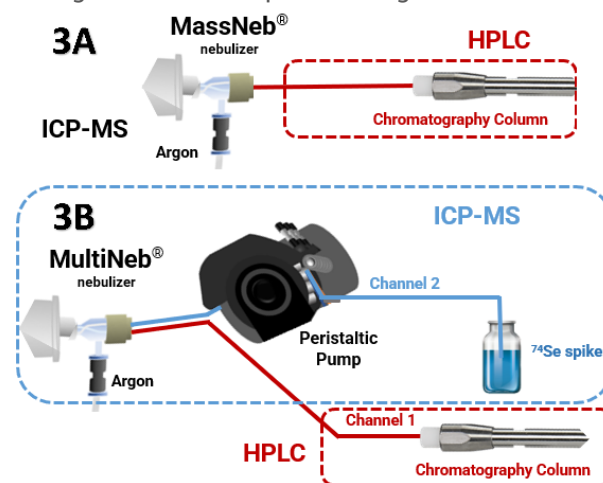 3A
MassNeb®
nebulizer
HPLC
Chromatography Column
ICP-MS
Argon
3B
ICP-MS
MultiNeb®
nebulizer
Channel 2
Peristaltic
Pump
⁷⁴Se spike
Argon
Channel 1
HPLC
Chromatography Column